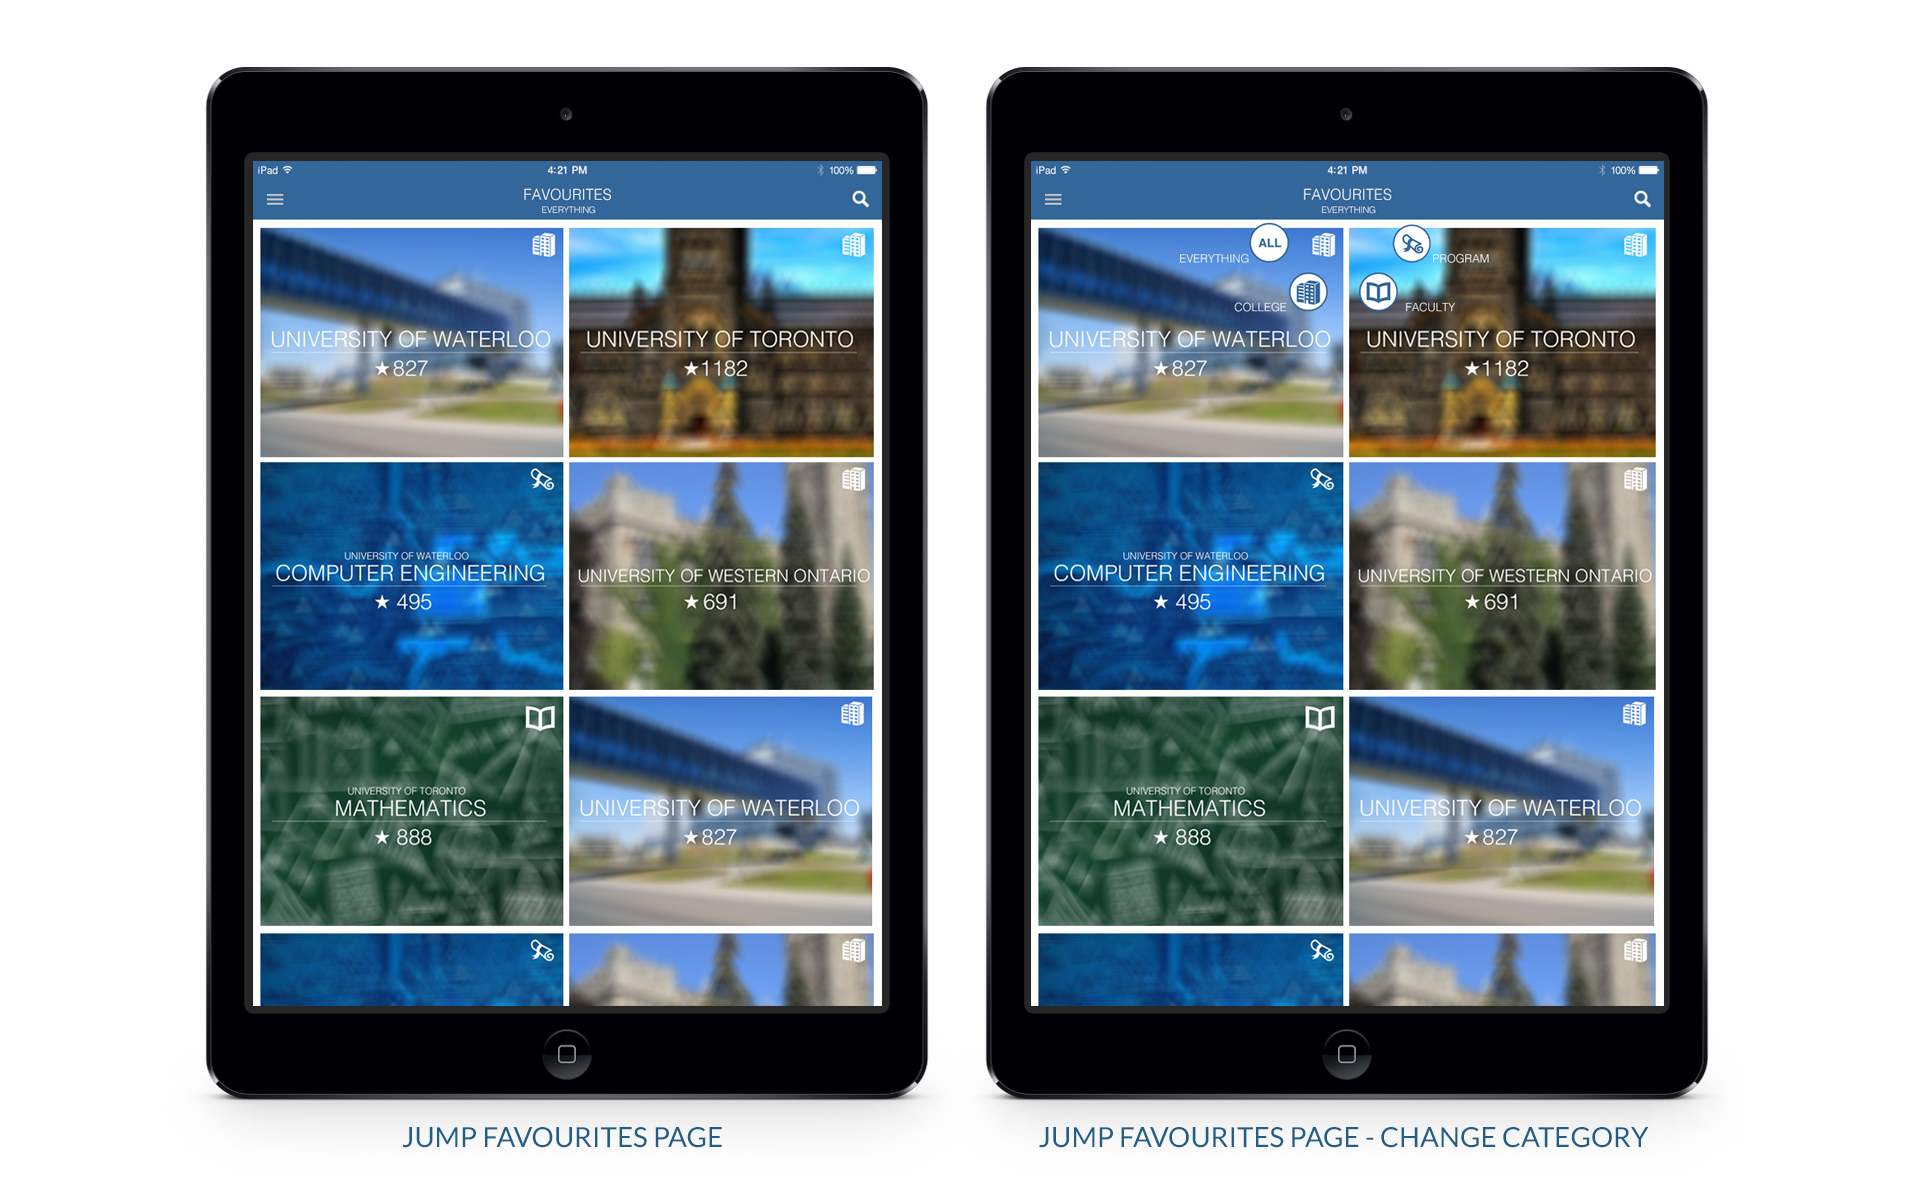 iPad 4:21 PM 100%
FAVOURITES
EVERYTHING
UNIVERSITY OF WATERLOO
★827
UNIVERSITY OF TORONTO
★1182
UNIVERSITY OF WATERLOO
COMPUTER ENGINEERING
★ 495
UNIVERSITY OF WESTERN ONTARIO
★691
UNIVERSITY OF TORONTO
MATHEMATICS
★ 888
UNIVERSITY OF WATERLOO
★827
JUMP FAVOURITES PAGE
iPad 4:21 PM 100%
FAVOURITES
EVERYTHING
EVERYTHING ALL
PROGRAM
COLLEGE
FACULTY
UNIVERSITY OF WATERLOO
★827
UNIVERSITY OF TORONTO
★1182
UNIVERSITY OF WATERLOO
COMPUTER ENGINEERING
★ 495
UNIVERSITY OF WESTERN ONTARIO
★691
UNIVERSITY OF TORONTO
MATHEMATICS
★ 888
UNIVERSITY OF WATERLOO
★827
JUMP FAVOURITES PAGE - CHANGE CATEGORY